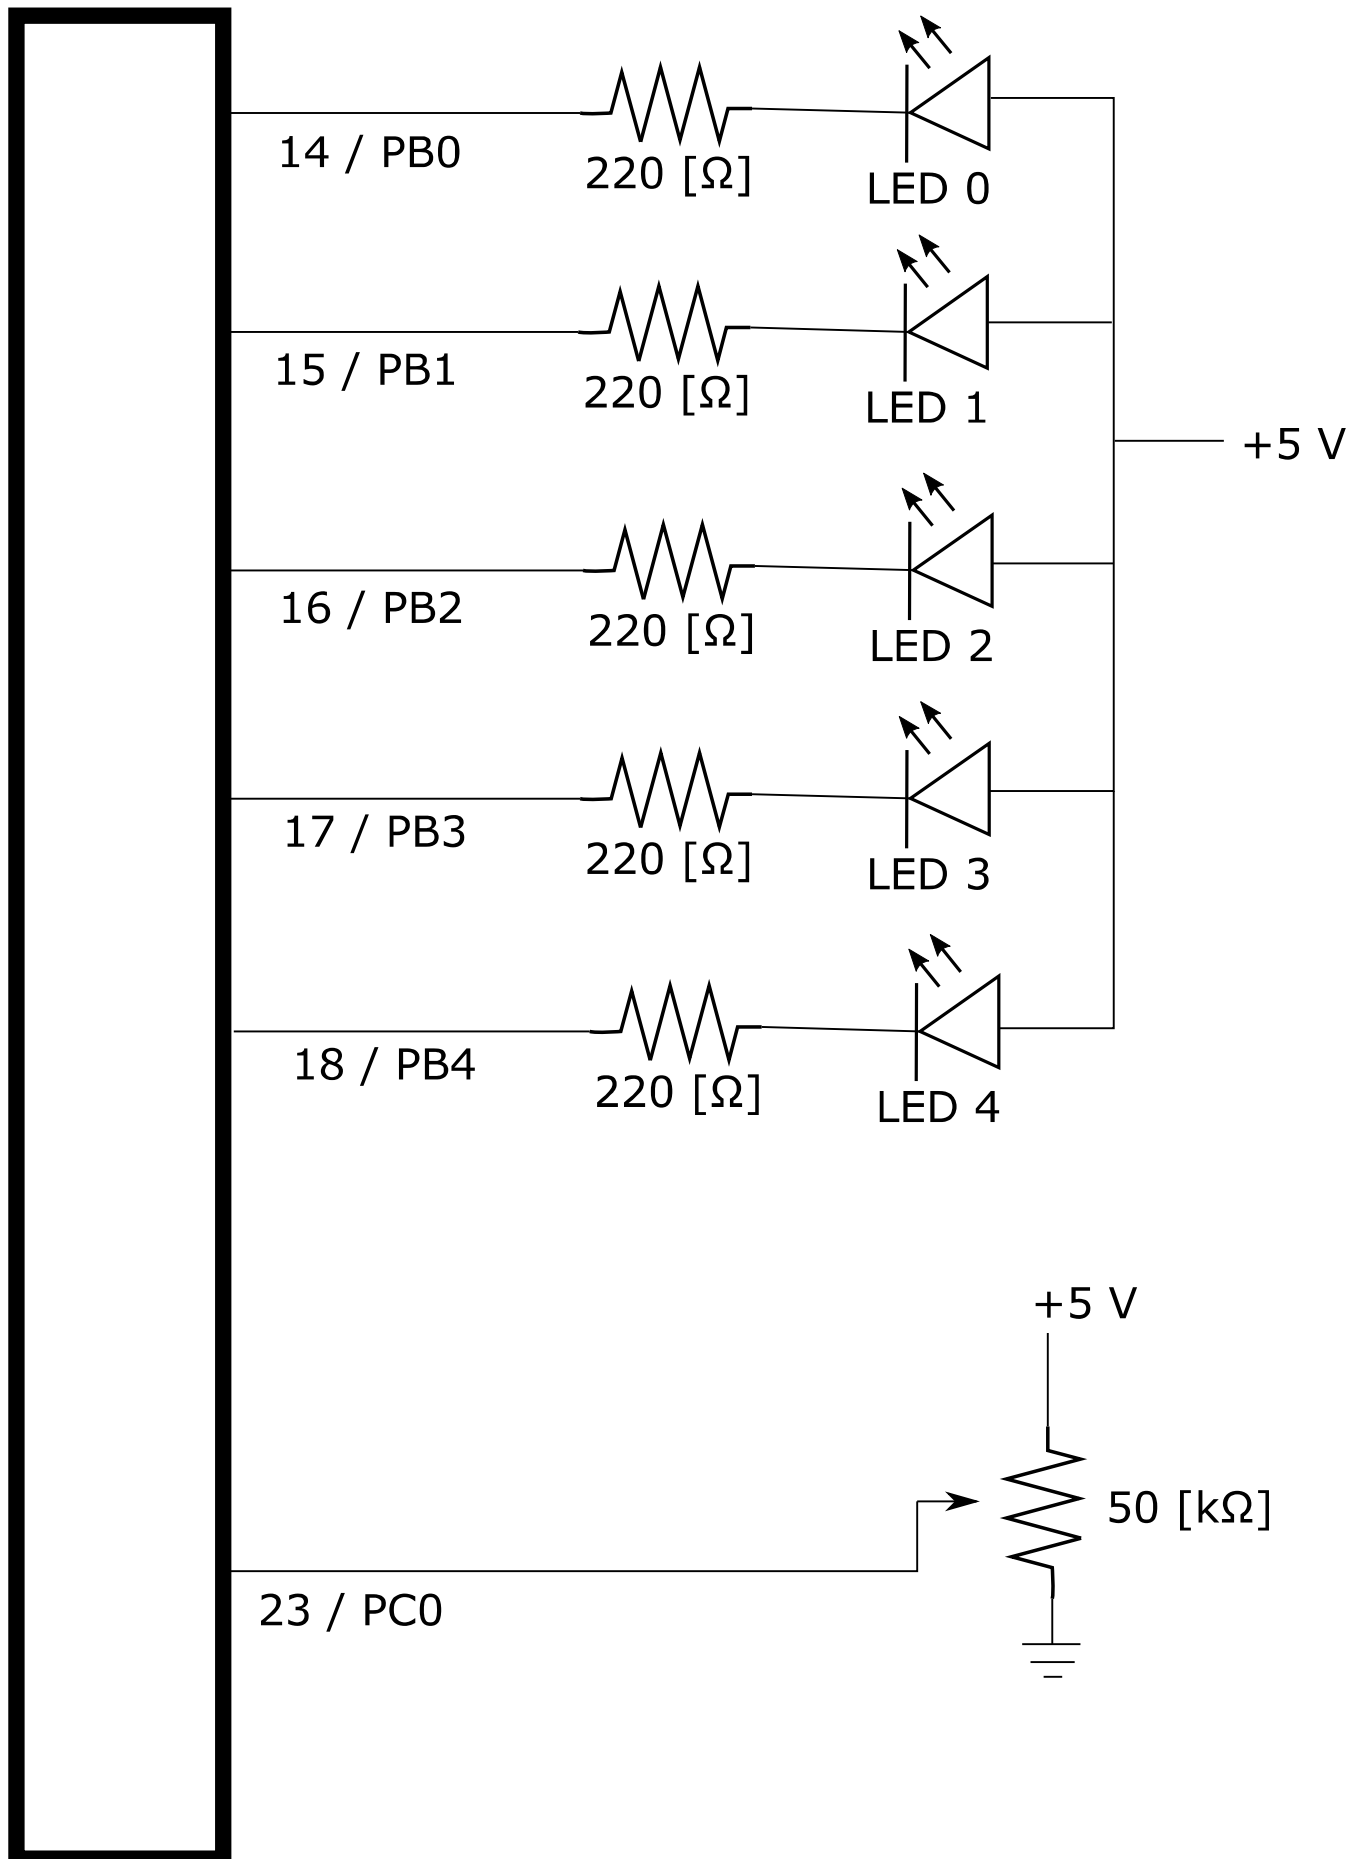 14 / PB0
220 [Ω]
LED 0
15 / PB1
220 [Ω]
LED 1
+5 V
16 / PB2
220 [Ω]
LED 2
17 / PB3
220 [Ω]
LED 3
18 / PB4
220 [Ω]
LED 4
+5 V
50 [kΩ]
23 / PC0